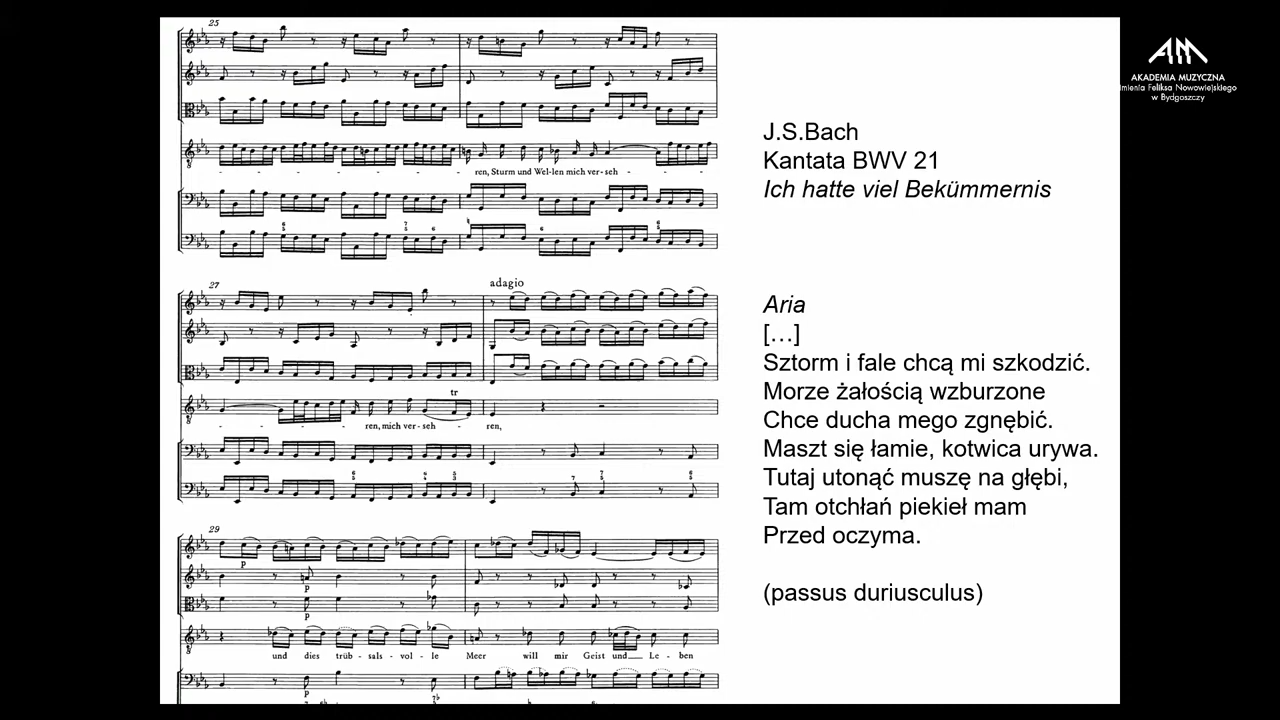 25
ren, Sturm und Wel-len mich ver-seh -
27
adagio
tr
ren, mich ver-seh- ren,
29
p
p
p
und dies trüb-sals-vol-le Meer will mir Geist und Le-ben
p
J.S.Bach
Kantata BWV 21
Ich hatte viel Bekümmernis
Aria
[…]
Sztorm i fale chcą mi szkodzić.
Morze żałością wzburzone
Chce ducha mego zgnębić.
Maszt się łamie, kotwica urywa.
Tutaj utonąć muszę na głębi,
Tam otchłań piekieł mam
Przed oczyma.
(passus duriusculus)
AM
AKADEMIA MUZYCZNA
imienia Feliksa Nowowiejskiego
w Bydgoszczy